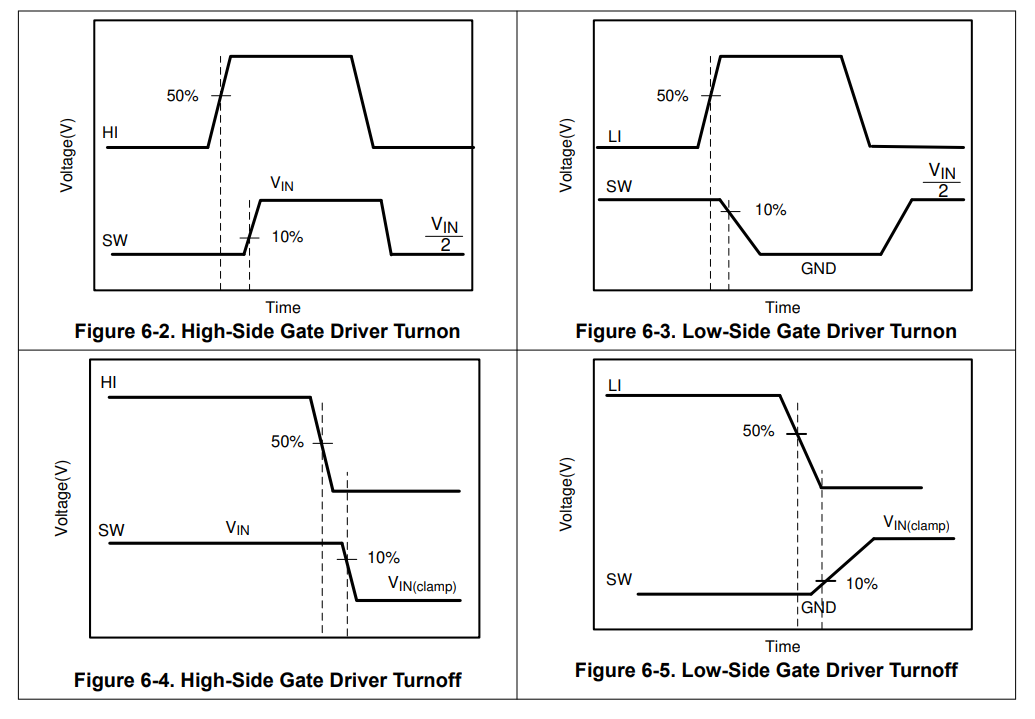 50%
HI
Voltage(V)
VIN
SW
10%
VIN
2
Time
Figure 6-2. High-Side Gate Driver Turnon
50%
LI
Voltage(V)
SW
VIN
2
10%
GND
Time
Figure 6-3. Low-Side Gate Driver Turnon
HI
50%
Voltage(V)
SW
VIN
10%
VIN(clamp)
Figure 6-4. High-Side Gate Driver Turnoff
LI
50%
Voltage(V)
VIN(clamp)
SW
10%
GND
Time
Figure 6-5. Low-Side Gate Driver Turnoff